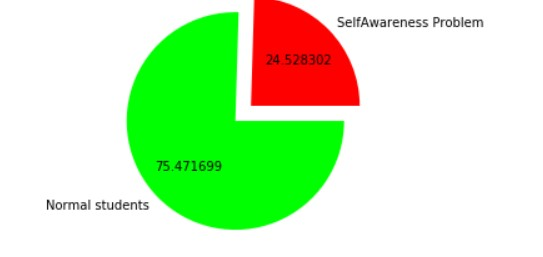 SelfAwareness Problem
24.528302
75.471699
Normal students